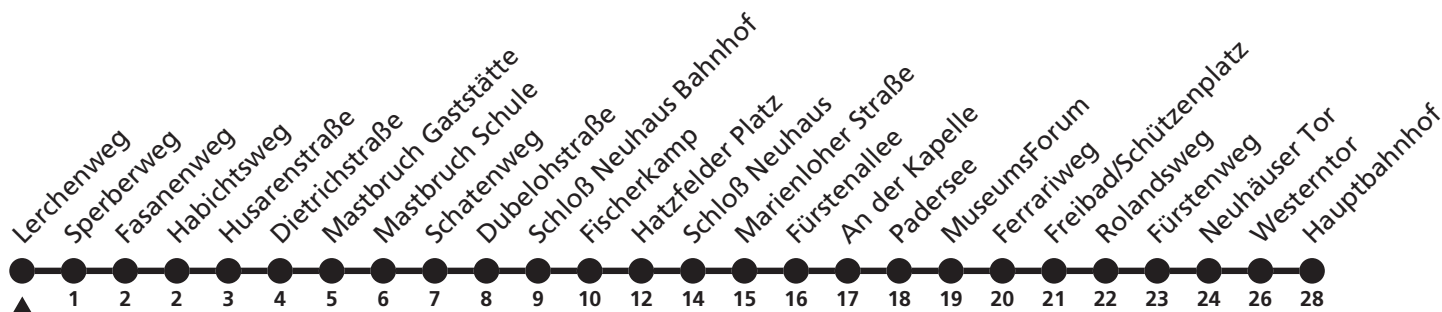 Lerchenweg
Sperberweg
Fasanenweg
Habichtsweg
Husarenstraße
Dietrichstraße
Mastbruch Gaststätte
Mastbruch Schule
Schatenweg
Dubelohstraße
Schloß Neuhaus Bahnhof
Fischerkamp
Hatzfelder Platz
Schloß Neuhaus
Marienloher Straße
Fürstenallee
An der Kapelle
Padersee
MuseumsForum
Ferrariweg
Freibad/Schützenplatz
Rolandsweg
Fürstenweg
Neuhäuser Tor
Westerntor
Hauptbahnhof
1 2 2 3 4 5 6 7 8 9 10 12 14 15 16 17 18 19 20 21 22 23 24 26 28